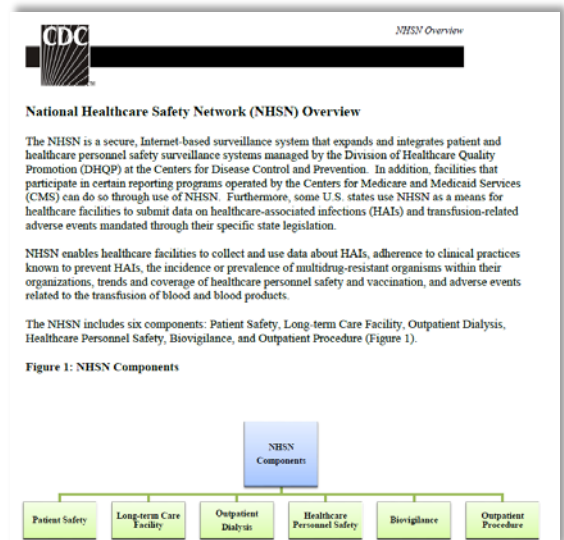 CDC
NHSN Overview
National Healthcare Safety Network (NHSN) Overview
The NHSN is a secure, Internet-based surveillance system that expands and integrates patient and
healthcare personnel safety surveillance systems managed by the Division of Healthcare Quality
Promotion (DHQP) at the Centers for Disease Control and Prevention. In addition, facilities that
participate in certain reporting programs operated by the Centers for Medicare and Medicaid Services
(CMS) can do so through use of NHSN. Furthermore, some U.S. states use NHSN as a means for
healthcare facilities to submit data on healthcare-associated infections (HAIs) and transfusion-related
adverse events mandated through their specific state legislation.
NHSN enables healthcare facilities to collect and use data about HAIs, adherence to clinical practices
known to prevent HAIs, the incidence or prevalence of multidrug-resistant organisms within their
organizations, trends and coverage of healthcare personnel safety and vaccination, and adverse events
related to the transfusion of blood and blood products.
The NHSN includes six components: Patient Safety, Long-term Care Facility, Outpatient Dialysis,
Healthcare Personnel Safety, Biovigilance, and Outpatient Procedure (Figure 1).
Figure 1: NHSN Components
NHSN
Components
Patient Safety
Long-term Care
Facility
Outpatient
Dialysis
Healthcare
Personnel Safety
Biovigilance
Outpatient
Procedure